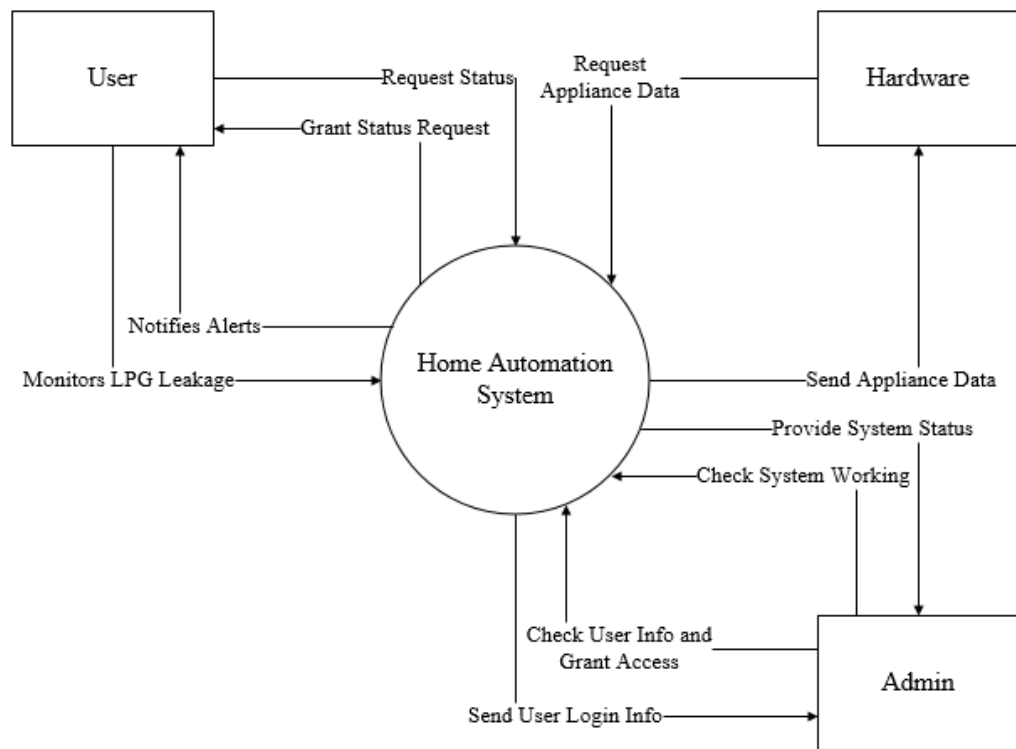 User
Hardware
Request Status
Request
Appliance Data
Grant Status Request
Notifies Alerts
Monitors LPG Leakage
Home Automation
System
Send Appliance Data
Provide System Status
Check System Working
Check User Info and
Grant Access
Admin
Send User Login Info